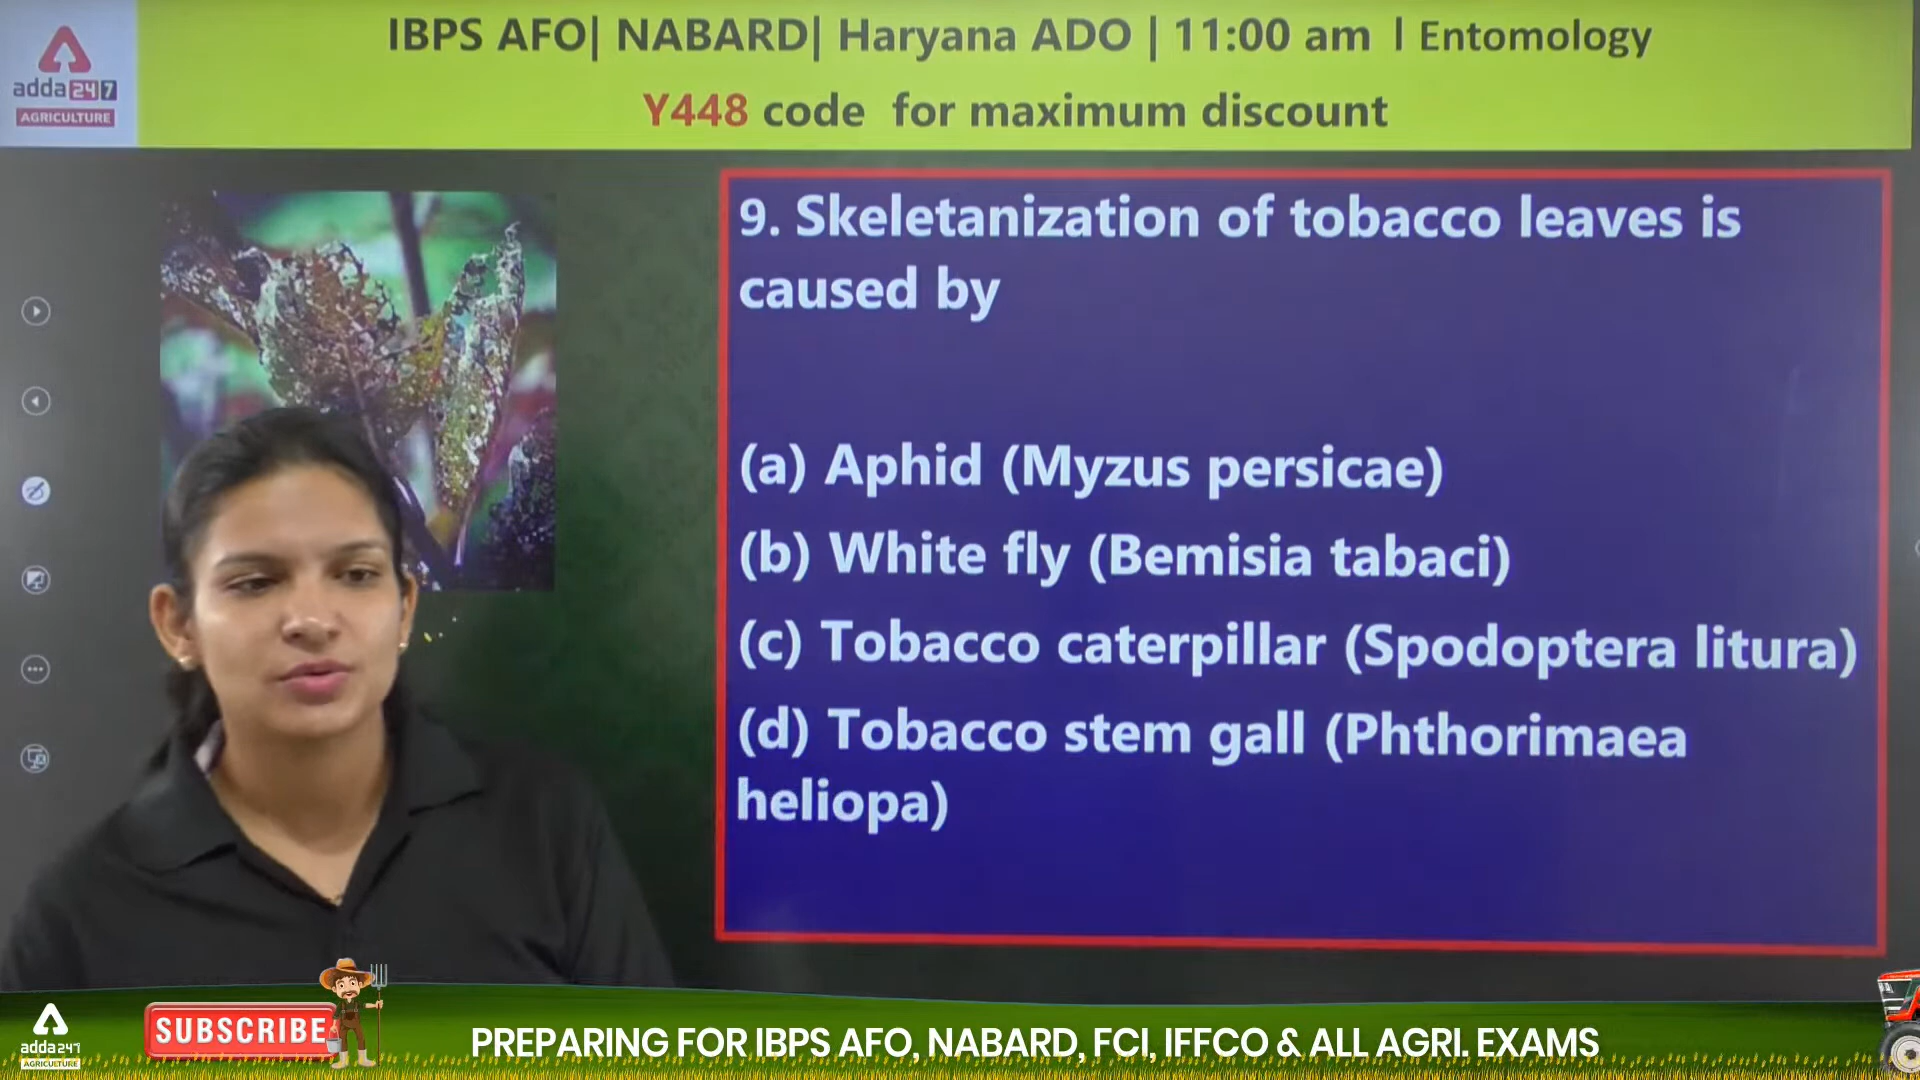 IBPS AFO| NABARD| Haryana ADO | 11:00 am l Entomology
Y448 code for maximum discount
adda247
AGRICULTURE
9. Skeletanization of tobacco leaves is
caused by
(a) Aphid (Myzus persicae)
(b) White fly (Bemisia tabaci)
(c) Tobacco caterpillar (Spodoptera litura)
(d) Tobacco stem gall (Phthorimaea
heliopa)
adda247
AGRICULTURE
SUBSCRIBE
PREPARING FOR IBPS AFO, NABARD, FCI, IFFCO & ALL AGRI. EXAMS